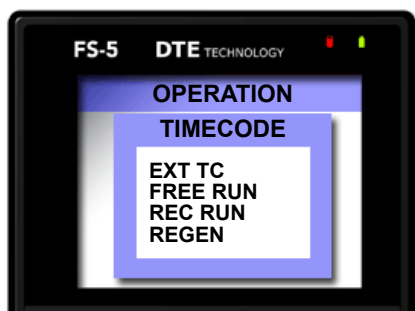 FS-5 DTE TECHNOLOGY
OPERATION
TIMECODE
EXT TC
FREE RUN
REC RUN
REGEN